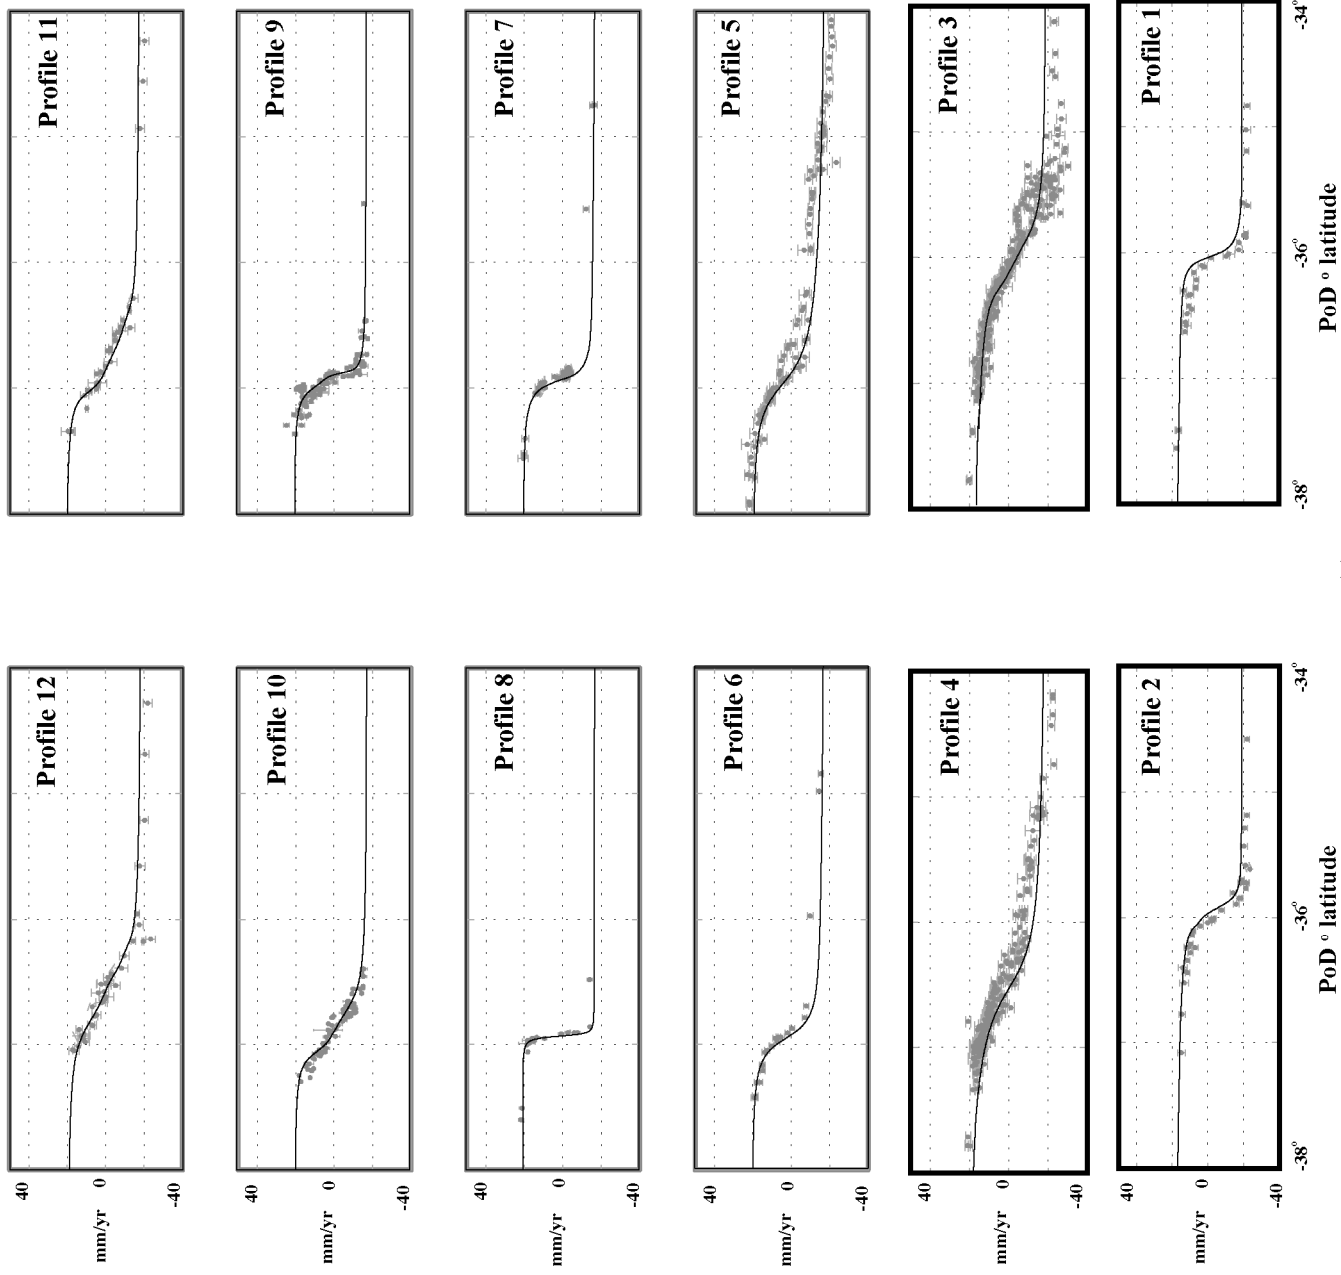 Profile 12
40
0
-40
mm/yr
Profile 11
Profile 10
40
0
-40
mm/yr
Profile 9
Profile 8
40
0
-40
mm/yr
Profile 7
Profile 6
40
0
-40
mm/yr
Profile 5
Profile 4
40
0
-40
mm/yr
Profile 3
Profile 2
40
0
-40
mm/yr
Profile 1
-38° -36° -34°
PoD ° latitude
-38° -36° -34°
PoD ° latitude